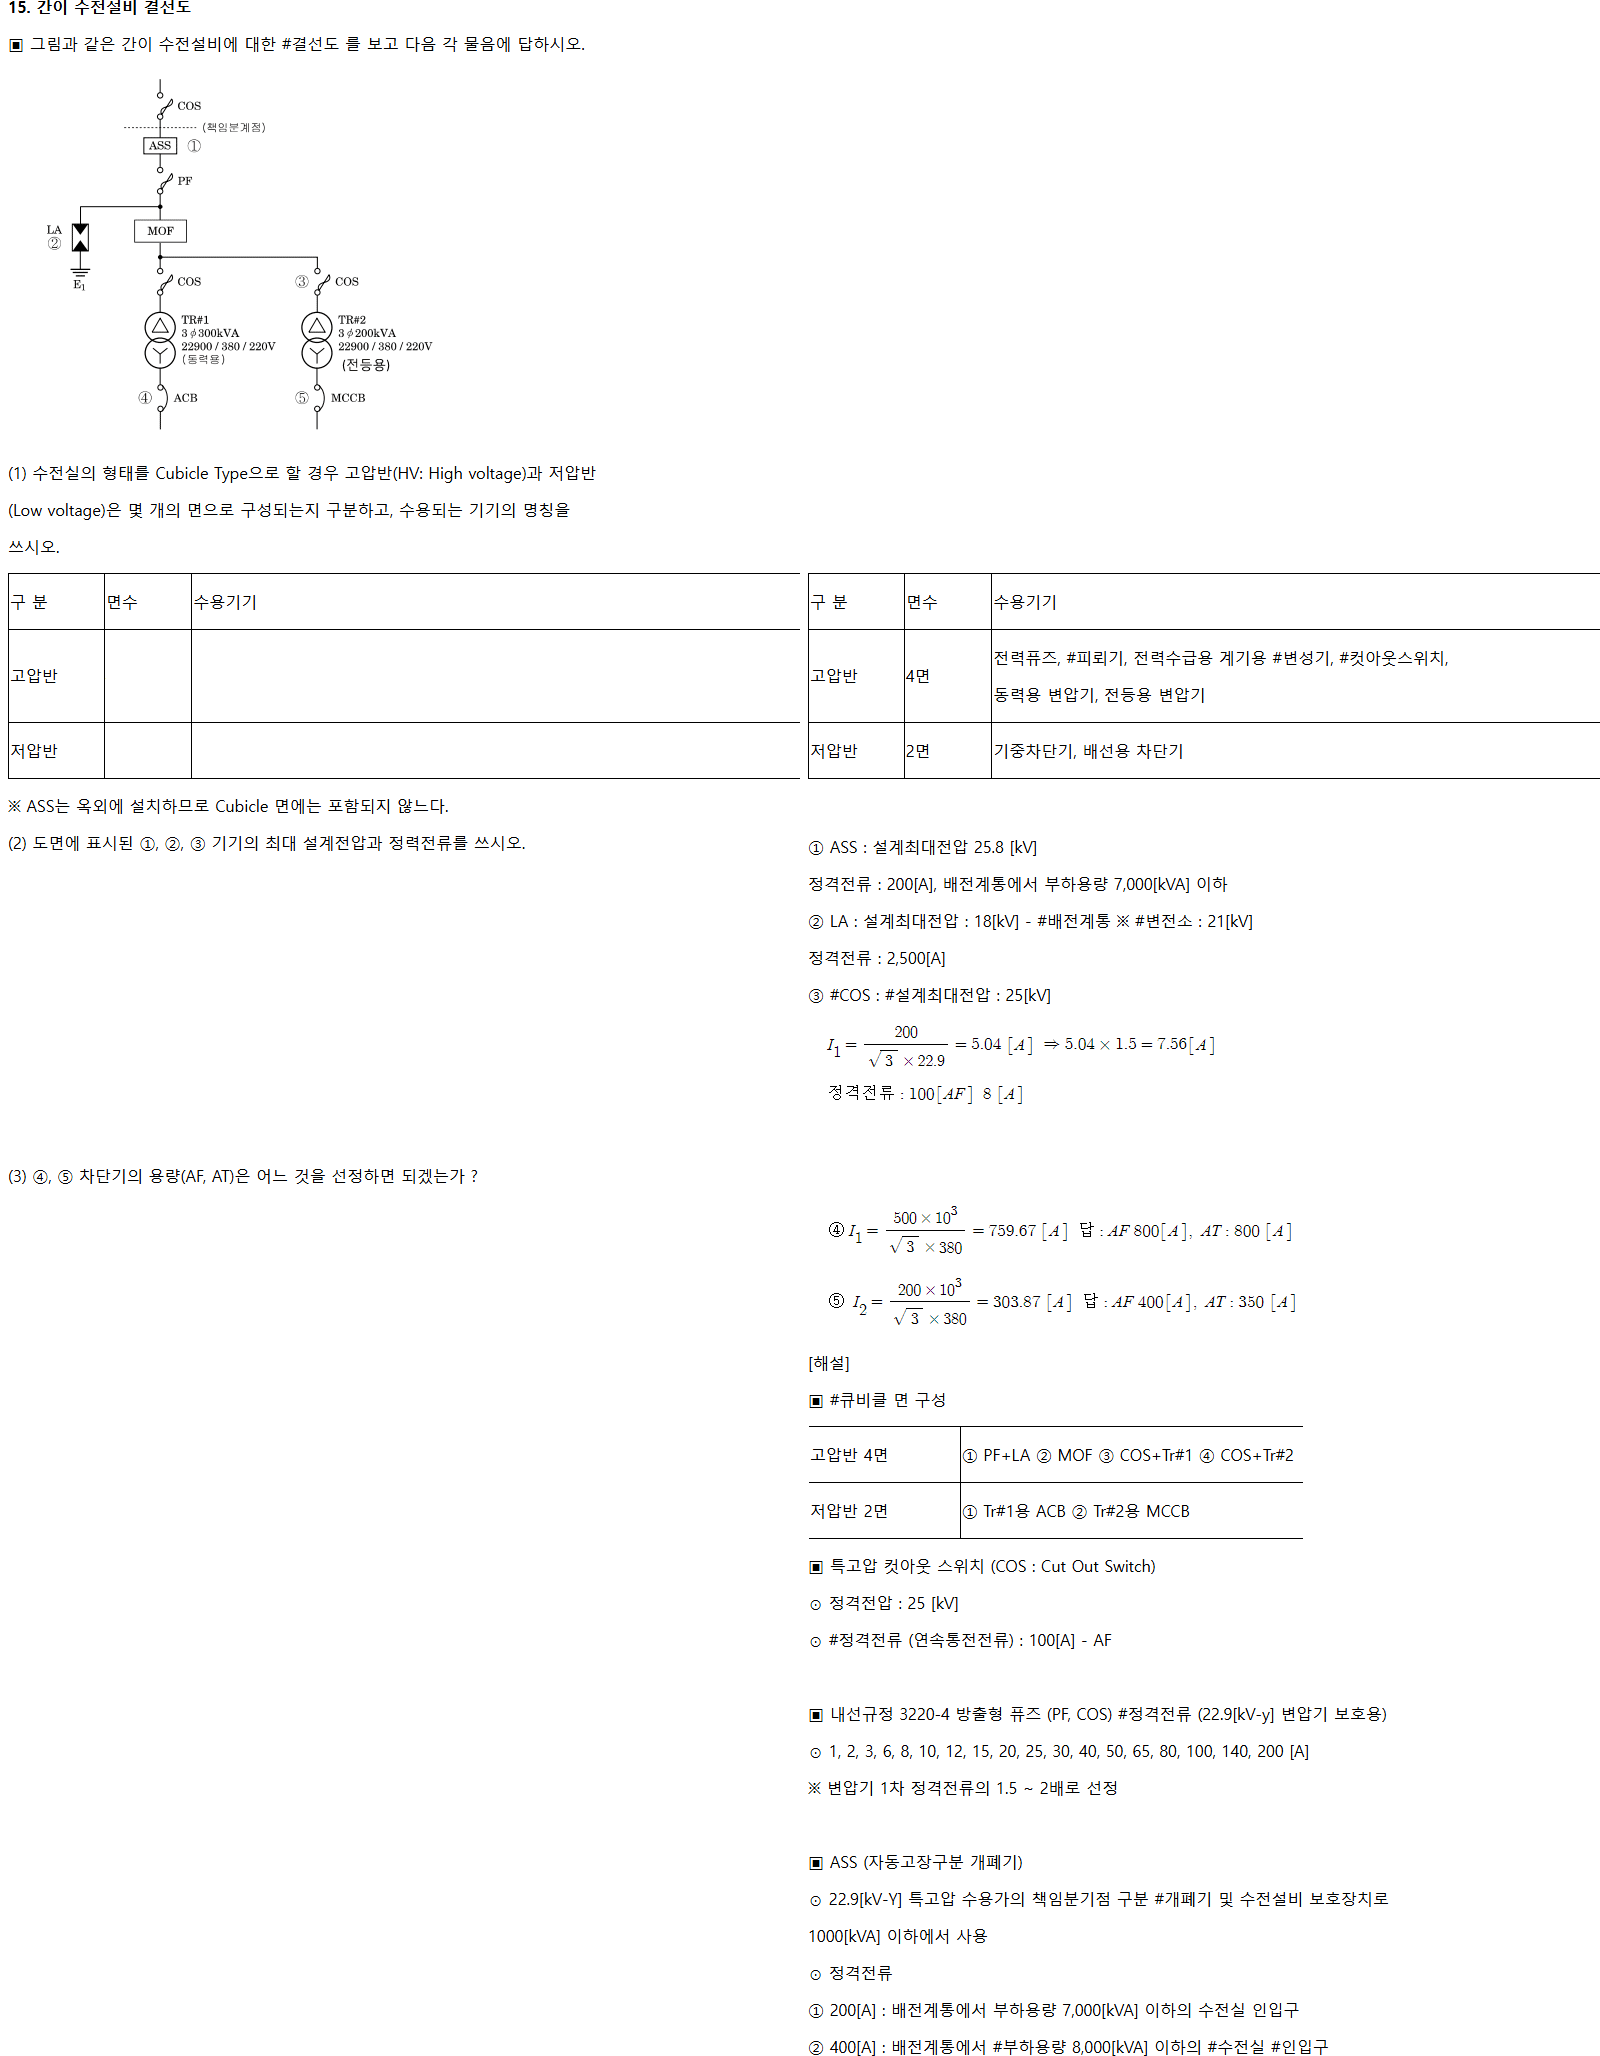 15. 간이 수전설비 결선도
▣ 그림과 같은 간이 수전설비에 대한 #결선도 를 보고 다음 각 물음에 답하시오.
COS
(책임분계점)
ASS ①
PF
LA
②
E₁
MOF
COS
③ COS
TR#1
3φ300kVA
22900 / 380 / 220V
(동력용)
TR#2
3φ200kVA
22900 / 380 / 220V
(전등용)
④ ACB
⑤ MCCB
(1) 수전실의 형태를 Cubicle Type으로 할 경우 고압반(HV: High voltage)과 저압반
(Low voltage)은 몇 개의 면으로 구성되는지 구분하고, 수용되는 기기의 명칭을
쓰시오.
구 분 면수 수용기기
고압반
저압반
구 분 면수 수용기기
고압반 4면 전력퓨즈, #피뢰기, 전력수급용 계기용 #변성기, #컷아웃스위치,
동력용 변압기, 전등용 변압기
저압반 2면 기중차단기, 배선용 차단기
※ ASS는 옥외에 설치하므로 Cubicle 면에는 포함되지 않느다.
(2) 도면에 표시된 ①, ②, ③ 기기의 최대 설계전압과 정력전류를 쓰시오.
① ASS : 설계최대전압 25.8 [kV]
정격전류 : 200[A], 배전계통에서 부하용량 7,000[kVA] 이하
② LA : 설계최대전압 : 18[kV] - #배전계통 ※ #변전소 : 21[kV]
정격전류 : 2,500[A]
③ #COS : #설계최대전압 : 25[kV]
I₁ = 200 / (√3 × 22.9) = 5.04 [A] ⇒ 5.04 × 1.5 = 7.56[A]
정격전류 : 100[AF] 8 [A]
(3) ④, ⑤ 차단기의 용량(AF, AT)은 어느 것을 선정하면 되겠는가 ?
④ I₁ = 500 × 10³ / (√3 × 380) = 759.67 [A] 답 : AF 800[A], AT : 800 [A]
⑤ I₂ = 200 × 10³ / (√3 × 380) = 303.87 [A] 답 : AF 400[A], AT : 350 [A]
[해설]
▣ #큐비클 면 구성
고압반 4면 ① PF+LA ② MOF ③ COS+Tr#1 ④ COS+Tr#2
저압반 2면 ① Tr#1용 ACB ② Tr#2용 MCCB
▣ 특고압 컷아웃 스위치 (COS : Cut Out Switch)
⊙ 정격전압 : 25 [kV]
⊙ #정격전류 (연속통전전류) : 100[A] - AF
▣ 내선규정 3220-4 방출형 퓨즈 (PF, COS) #정격전류 (22.9[kV-y] 변압기 보호용)
⊙ 1, 2, 3, 6, 8, 10, 12, 15, 20, 25, 30, 40, 50, 65, 80, 100, 140, 200 [A]
※ 변압기 1차 정격전류의 1.5 ~ 2배로 선정
▣ ASS (자동고장구분 개폐기)
⊙ 22.9[kV-Y] 특고압 수용가의 책임분기점 구분 #개폐기 및 수전설비 보호장치로
1000[kVA] 이하에서 사용
⊙ 정격전류
① 200[A] : 배전계통에서 부하용량 7,000[kVA] 이하의 수전실 인입구
② 400[A] : 배전계통에서 #부하용량 8,000[kVA] 이하의 #수전실 #인입구